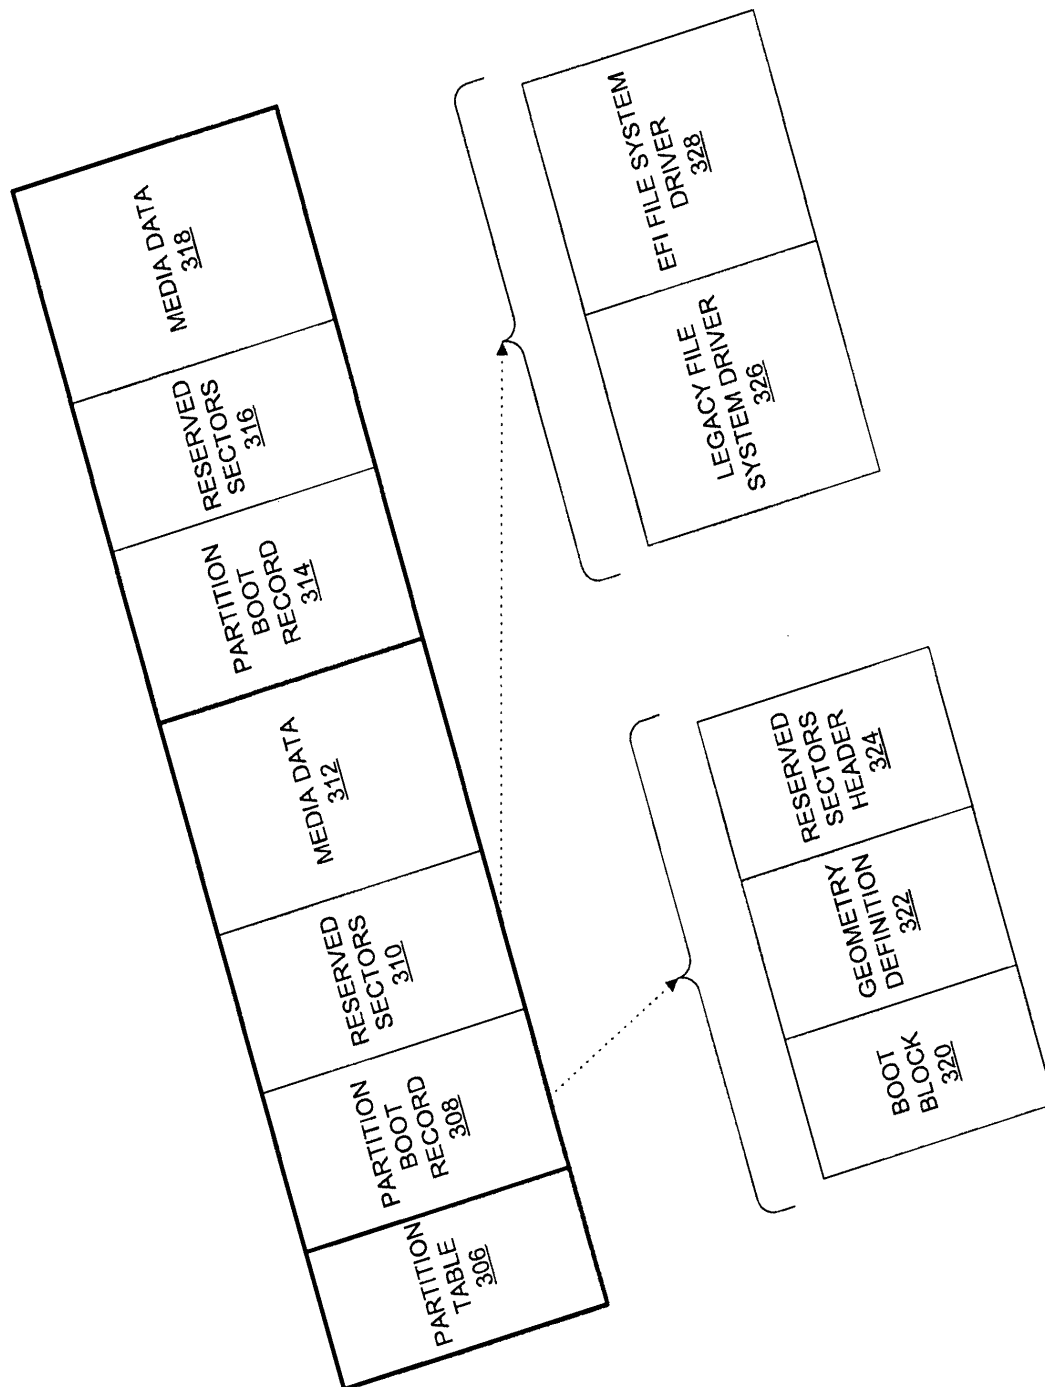 PARTITION
TABLE
306
PARTITION
BOOT
RECORD
308
RESERVED
SECTORS
310
MEDIA DATA
312
PARTITION
BOOT
RECORD
314
RESERVED
SECTORS
316
MEDIA DATA
318
BOOT
BLOCK
320
GEOMETRY
DEFINITION
322
RESERVED
SECTORS
HEADER
324
LEGACY FILE
SYSTEM DRIVER
326
EFI FILE SYSTEM
DRIVER
328